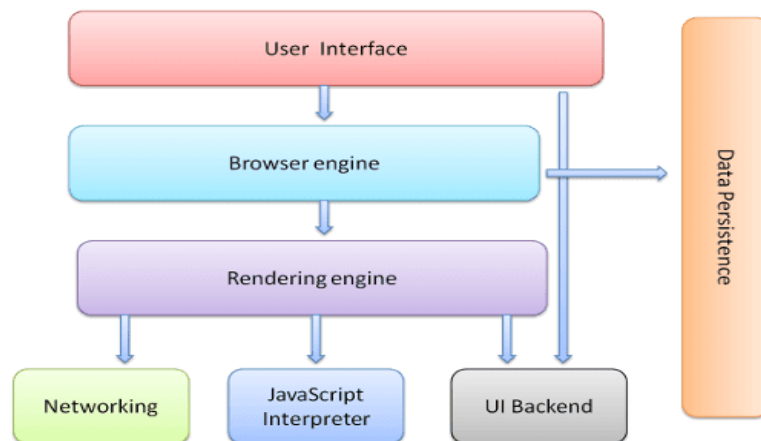 User Interface
Browser engine
Data Persistence
Rendering engine
Networking
JavaScript
Interpreter
UI Backend